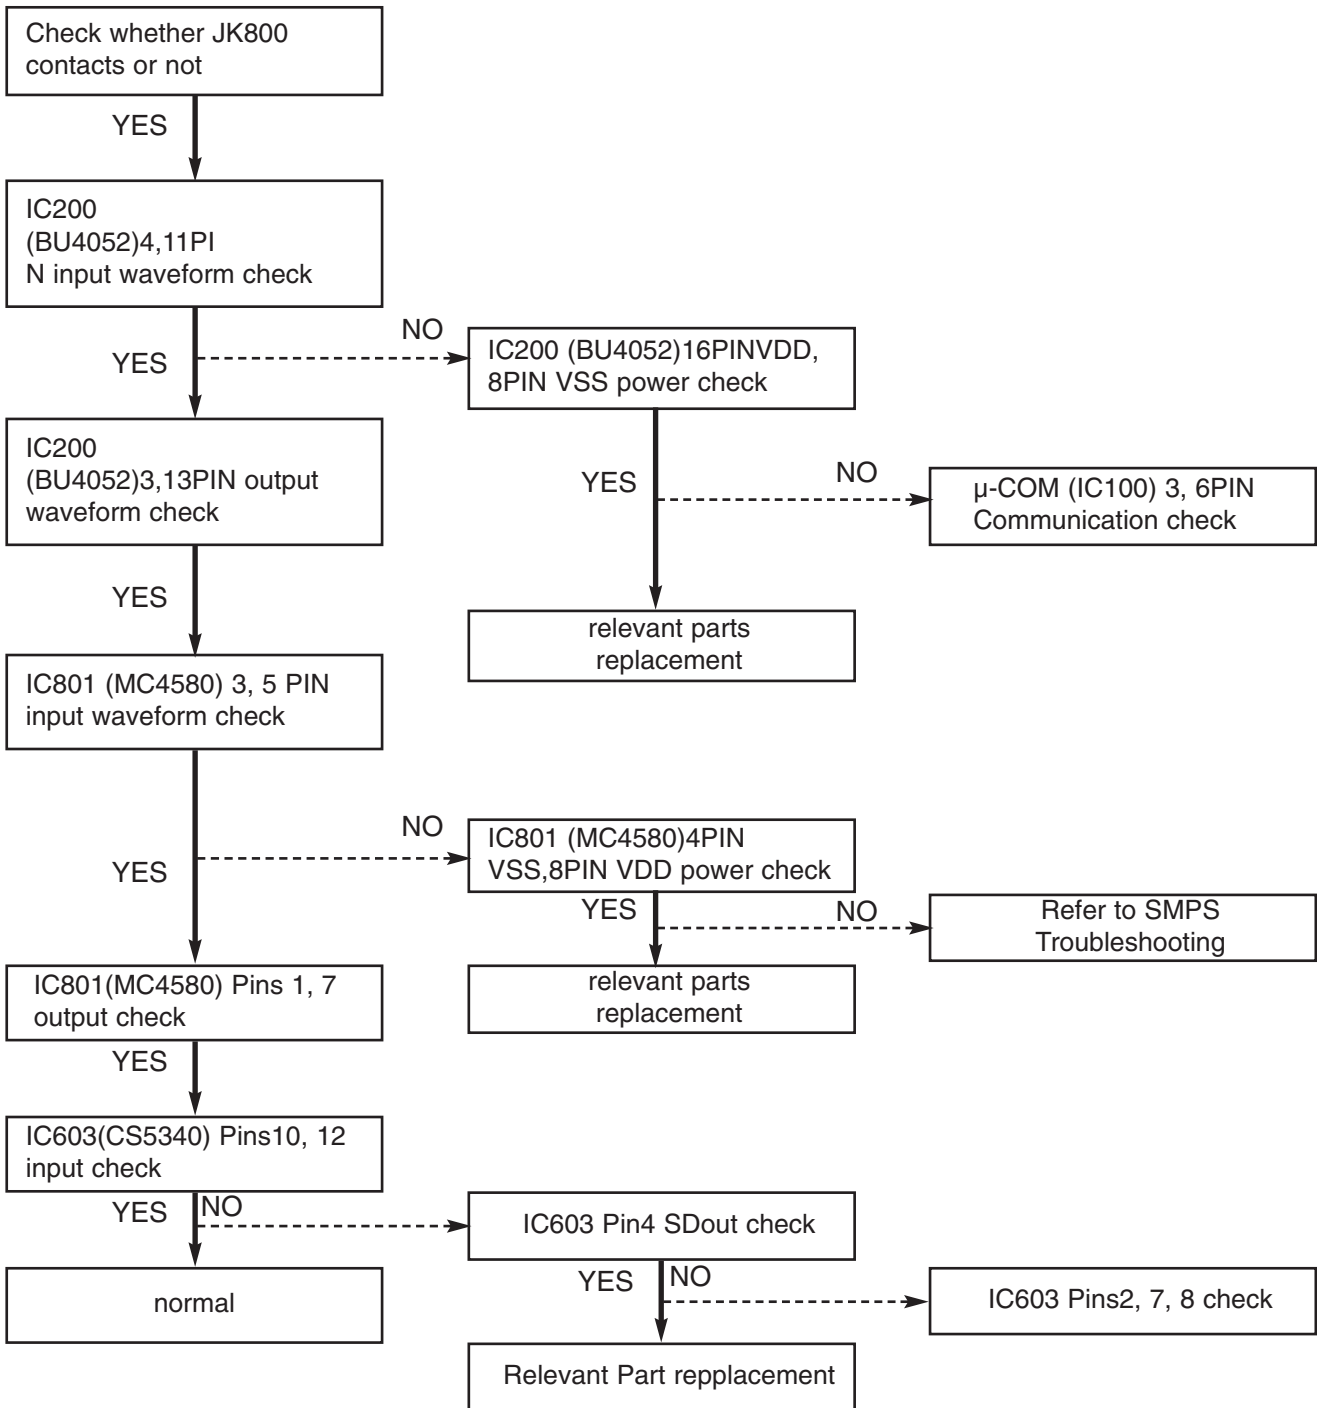 Check whether JK800
contacts or not
YES
IC200
(BU4052)4,11PI
N input waveform check
NO
YES
IC200 (BU4052)16PINVDD,
8PIN VSS power check
IC200
(BU4052)3,13PIN output
waveform check
YES
NO
μ-COM (IC100) 3, 6PIN
Communication check
YES
relevant parts
replacement
IC801 (MC4580) 3, 5 PIN
input waveform check
NO
YES
IC801 (MC4580)4PIN
VSS,8PIN VDD power check
YES
NO
Refer to SMPS
Troubleshooting
relevant parts
replacement
IC801(MC4580) Pins 1, 7
output check
YES
IC603(CS5340) Pins10, 12
input check
YES
NO
IC603 Pin4 SDout check
YES
NO
IC603 Pins2, 7, 8 check
normal
Relevant Part repplacement